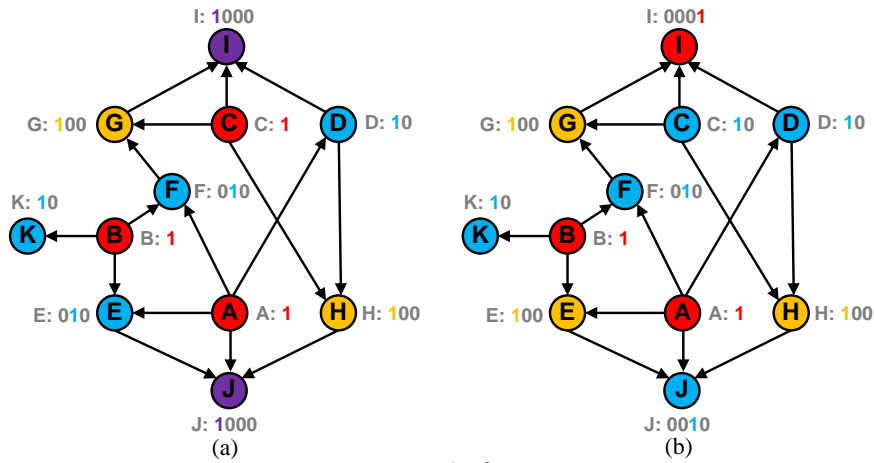 I: 1000
I
G: 100
G
C
C: 1
D
D: 10
F
F: 010
K: 10
K
B
B: 1
E: 010
E
A
A: 1
H
H: 100
J
J: 1000
(a)
I: 0001
I
G: 100
G
C
C: 10
D
D: 10
F
F: 010
K: 10
K
B
B: 1
E: 100
E
A
A: 1
H
H: 100
J
J: 0010
(b)